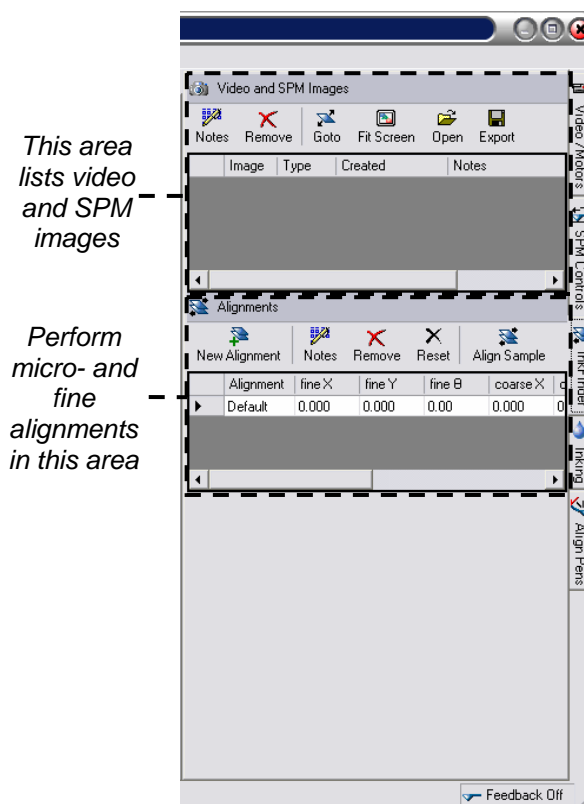 Video and SPM Images
Notes Remove Goto Fit Screen Open Export
Image Type Created Notes
This area
lists video
and SPM
images
Alignments
New Alignment Notes Remove Reset Align Sample
Alignment fine X fine Y fine θ coarse X c
Default 0.000 0.000 0.00 0.000 0
Perform
micro- and
fine
alignments
in this area
Video / Motors
SPM Controls
InkFinder
Inking
Align Pens
Feedback Off